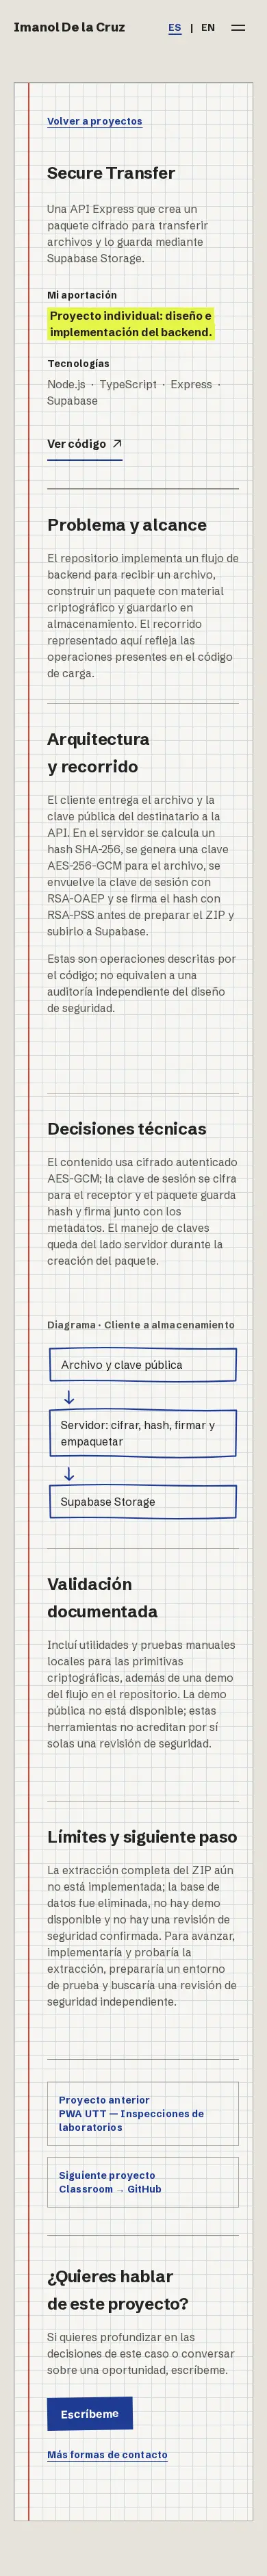 Imanol De la Cruz
ES | EN
Volver a proyectos
Secure Transfer
Una API Express que crea un
paquete cifrado para transferir
archivos y lo guarda mediante
Supabase Storage.
Mi aportación
Proyecto individual: diseño e
implementación del backend.
Tecnologías
Node.js · TypeScript · Express ·
Supabase
Ver código ↗
Problema y alcance
El repositorio implementa un flujo de
backend para recibir un archivo,
construir un paquete con material
criptográfico y guardarlo en
almacenamiento. El recorrido
representado aquí refleja las
operaciones presentes en el código
de carga.
Arquitectura
y recorrido
El cliente entrega el archivo y la
clave pública del destinatario a la
API. En el servidor se calcula un
hash SHA-256, se genera una clave
AES-256-GCM para el archivo, se
envuelve la clave de sesión con
RSA-OAEP y se firma el hash con
RSA-PSS antes de preparar el ZIP y
subirlo a Supabase.
Estas son operaciones descritas por
el código; no equivalen a una
auditoría independiente del diseño
de seguridad.
Decisiones técnicas
El contenido usa cifrado autenticado
AES-GCM; la clave de sesión se cifra
para el receptor y el paquete guarda
hash y firma junto con los
metadatos. El manejo de claves
queda del lado servidor durante la
creación del paquete.
Diagrama · Cliente a almacenamiento
Archivo y clave pública
↓
Servidor: cifrar, hash, firmar y
empaquetar
↓
Supabase Storage
Validación
documentada
Incluí utilidades y pruebas manuales
locales para las primitivas
criptográficas, además de una demo
del flujo en el repositorio. La demo
pública no está disponible; estas
herramientas no acreditan por sí
solas una revisión de seguridad.
Límites y siguiente paso
La extracción completa del ZIP aún
no está implementada; la base de
datos fue eliminada, no hay demo
disponible y no hay una revisión de
seguridad confirmada. Para avanzar,
implementaría y probaría la
extracción, prepararía un entorno
de prueba y buscaría una revisión de
seguridad independiente.
Proyecto anterior
PWA UTT — Inspecciones de
laboratorios
Siguiente proyecto
Classroom → GitHub
¿Quieres hablar
de este proyecto?
Si quieres profundizar en las
decisiones de este caso o conversar
sobre una oportunidad, escríbeme.
Escríbeme
Más formas de contacto